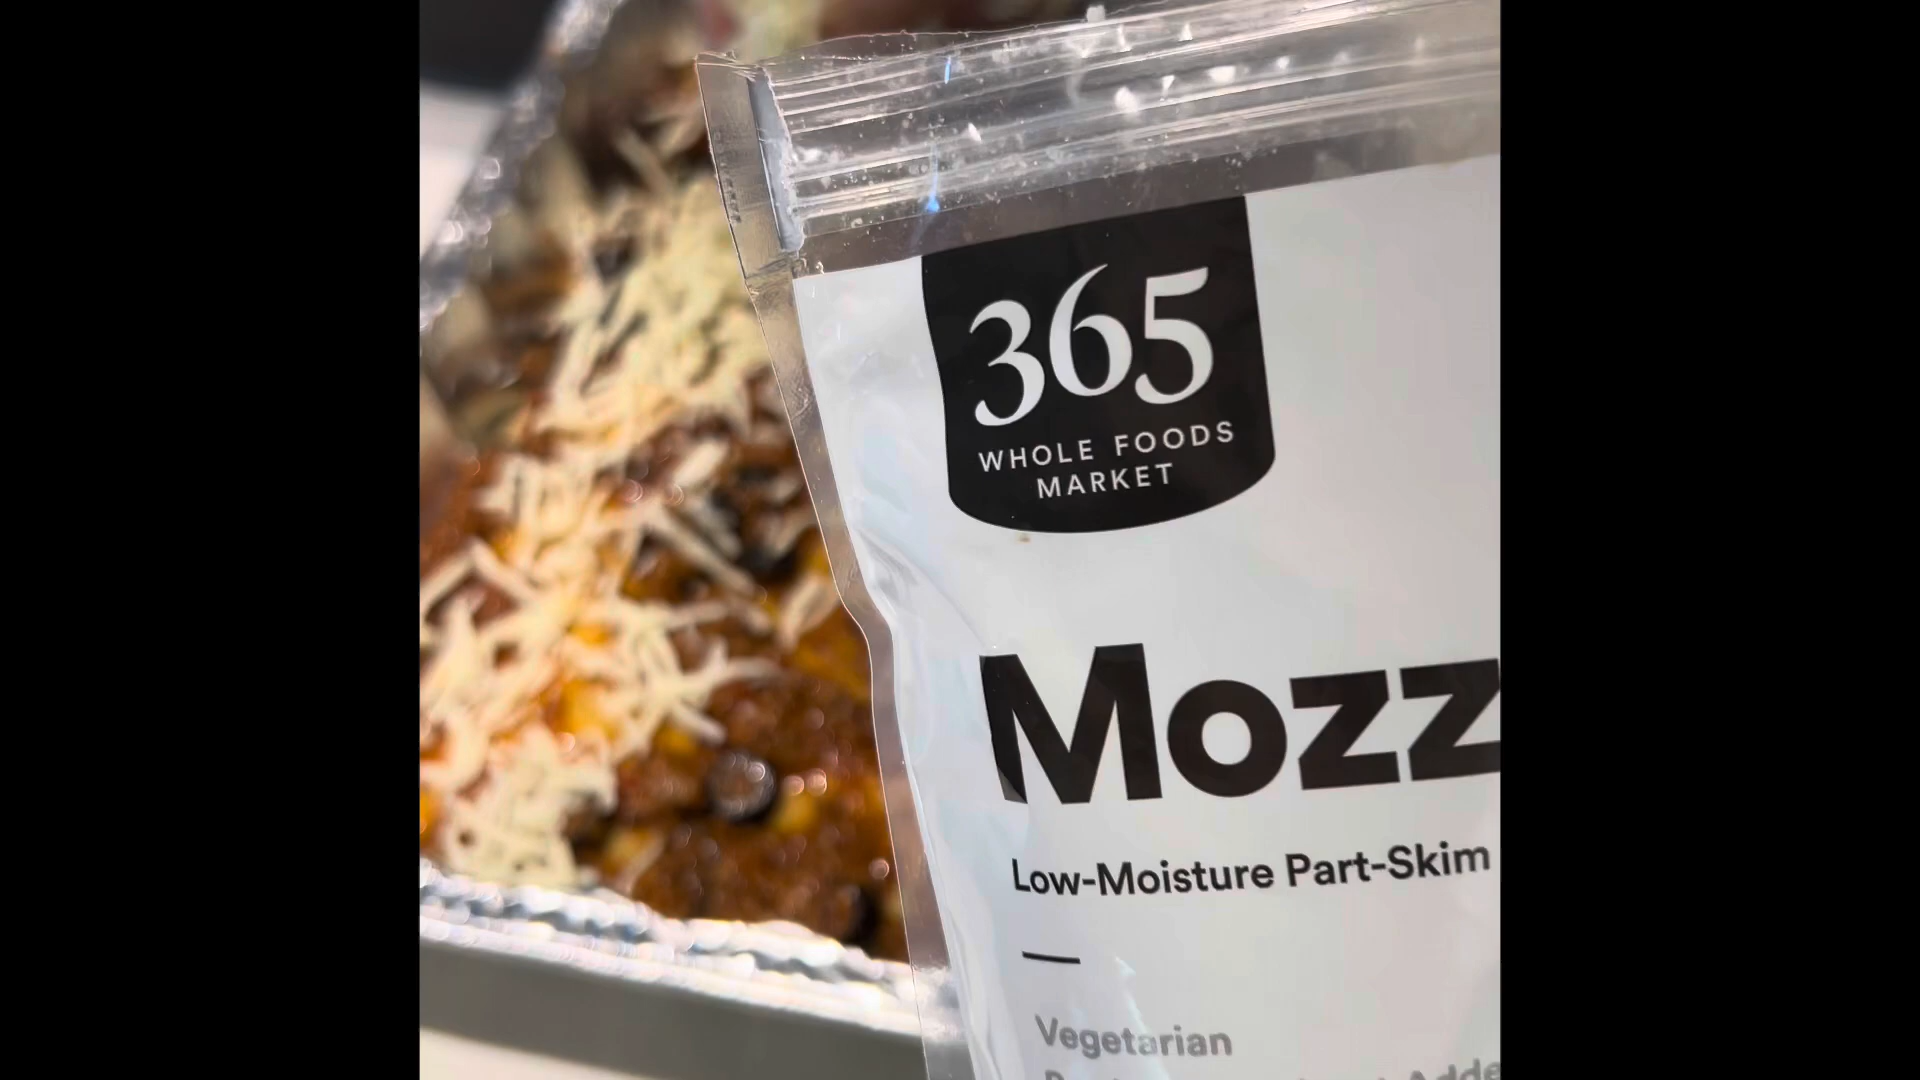 365
WHOLE FOODS
MARKET
Mozz
Low-Moisture Part-Skim
Vegetarian